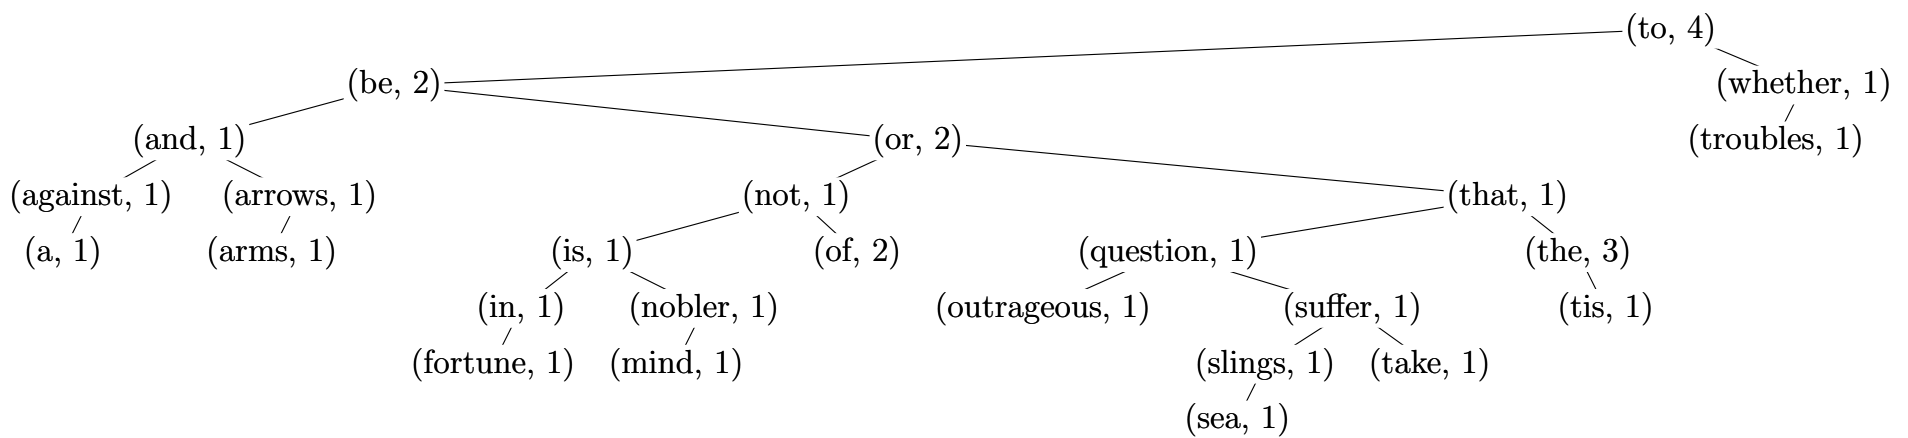 (to, 4)
(be, 2) (whether, 1)
(and, 1) (or, 2) (troubles, 1)
(against, 1) (arrows, 1) (not, 1) (that, 1)
(a, 1) (arms, 1) (is, 1) (of, 2) (question, 1) (the, 3)
(in, 1) (nobler, 1) (outrageous, 1) (suffer, 1) (tis, 1)
(fortune, 1) (mind, 1) (slings, 1) (take, 1)
(sea, 1)